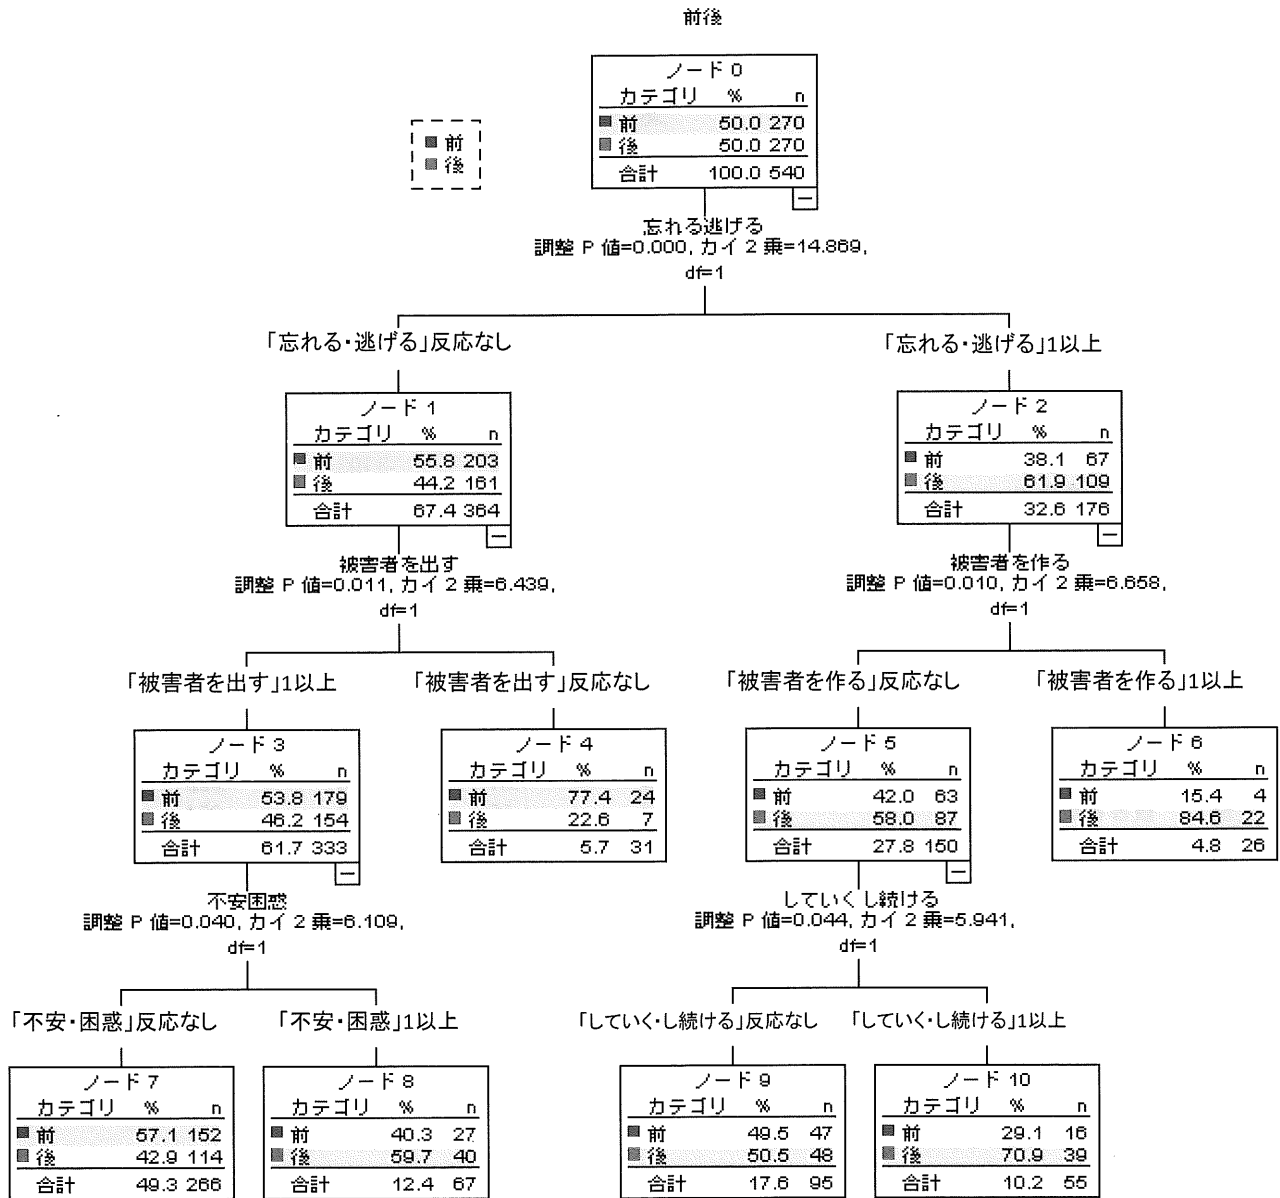 前後
ノード 0
カテゴリ % n
前 50.0 270
後 50.0 270
合計 100.0 540
前
後
忘れる逃げる
調整 P 値=0.000, カイ 2 乗=14.869,
df=1
「忘れる・逃げる」反応なし
「忘れる・逃げる」1以上
ノード 1
カテゴリ % n
前 55.8 203
後 44.2 161
合計 67.4 364
ノード 2
カテゴリ % n
前 38.1 67
後 61.9 109
合計 32.6 176
被害者を出す
調整 P 値=0.011, カイ 2 乗=6.439,
df=1
被害者を作る
調整 P 値=0.010, カイ 2 乗=6.658,
df=1
「被害者を出す」1以上
「被害者を出す」反応なし
「被害者を作る」反応なし
「被害者を作る」1以上
ノード 3
カテゴリ % n
前 53.8 179
後 46.2 154
合計 61.7 333
ノード 4
カテゴリ % n
前 77.4 24
後 22.6 7
合計 5.7 31
ノード 5
カテゴリ % n
前 42.0 63
後 58.0 87
合計 27.8 150
ノード 6
カテゴリ % n
前 15.4 4
後 84.6 22
合計 4.8 26
不安困惑
調整 P 値=0.040, カイ 2 乗=6.109,
df=1
していくし続ける
調整 P 値=0.044, カイ 2 乗=5.941,
df=1
「不安・困惑」反応なし
「不安・困惑」1以上
「していく・し続ける」反応なし
「していく・し続ける」1以上
ノード 7
カテゴリ % n
前 57.1 152
後 42.9 114
合計 49.3 266
ノード 8
カテゴリ % n
前 40.3 27
後 59.7 40
合計 12.4 67
ノード 9
カテゴリ % n
前 49.5 47
後 50.5 48
合計 17.6 95
ノード 10
カテゴリ % n
前 29.1 16
後 70.9 39
合計 10.2 55